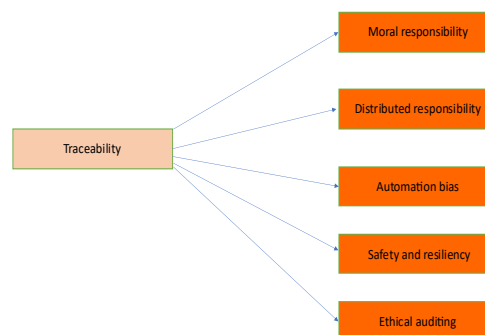 Moral responsibility
Distributed responsibility
Traceability
Automation bias
Safety and resiliency
Ethical auditing